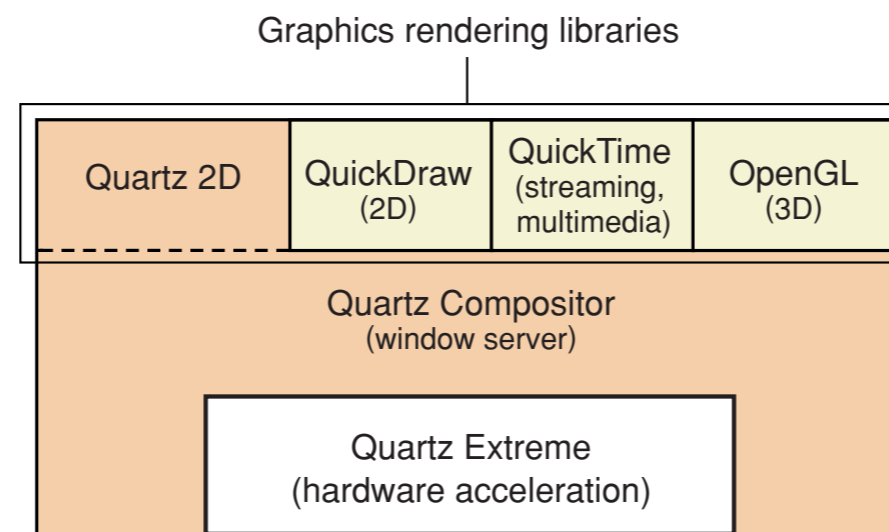 Graphics rendering libraries
Quartz 2D
QuickDraw
(2D)
QuickTime
(streaming,
multimedia)
OpenGL
(3D)
Quartz Compositor
(window server)
Quartz Extreme
(hardware acceleration)